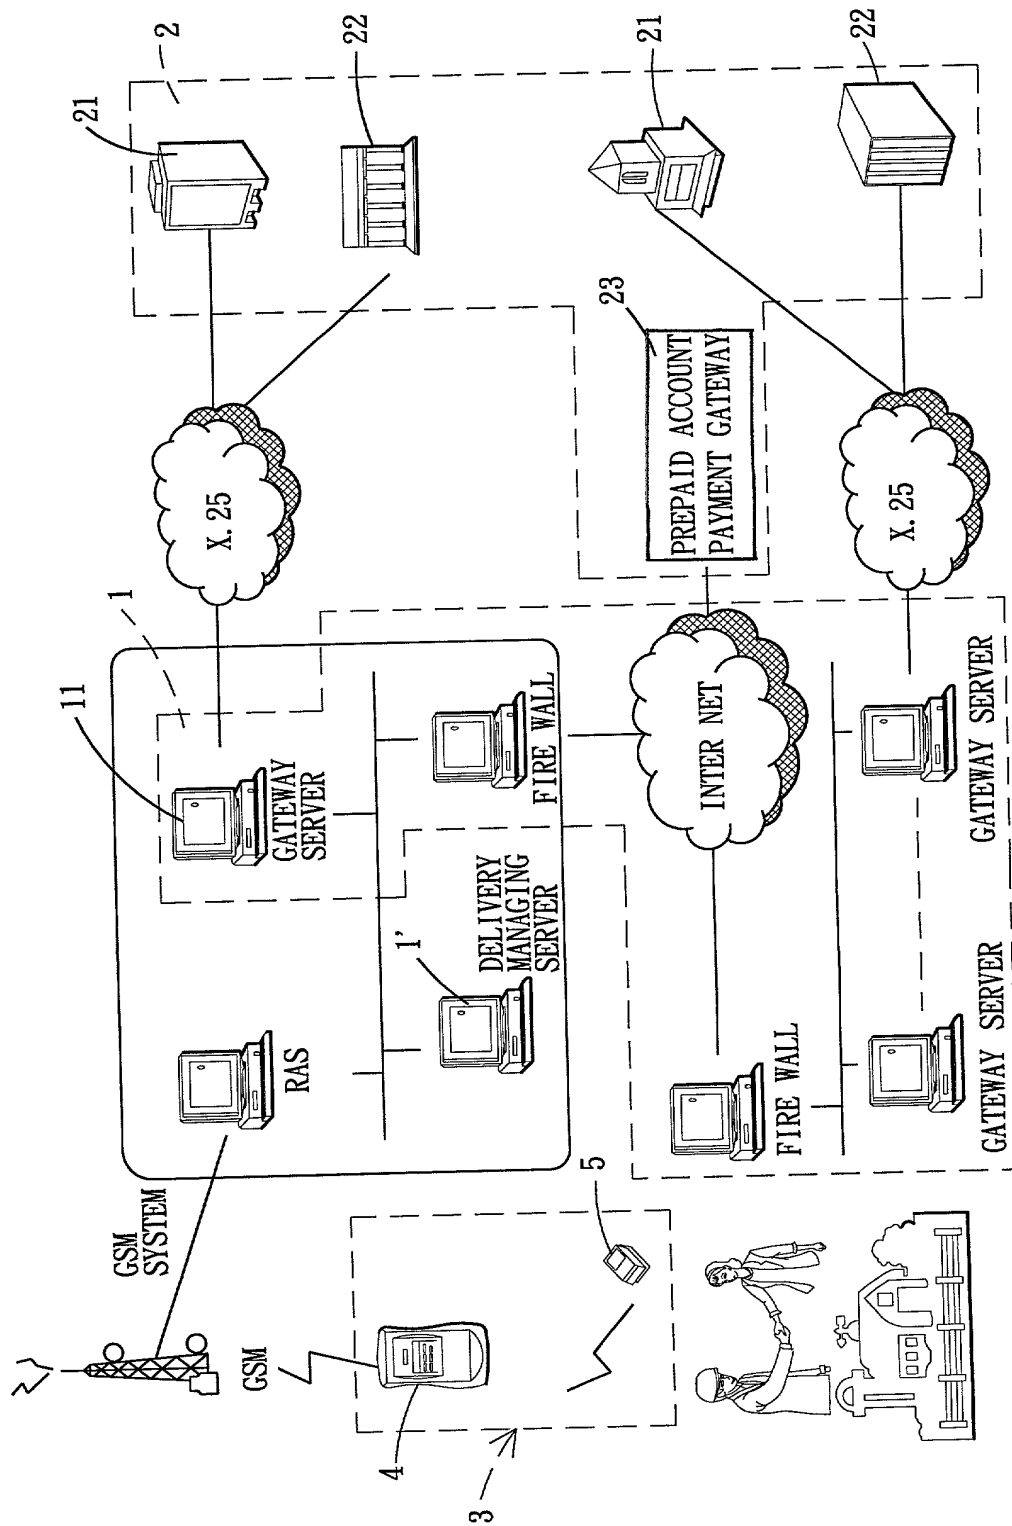 GSM
SYSTEM
GSM
3
4
5
RAS
1'
DELIVERY
MANAGING
SERVER
11
1
GATEWAY
SERVER
FIRE WALL
FIRE WALL
INTER NET
GATEWAY SERVER
GATEWAY SERVER
X.25
X.25
23
PREPAID ACCOUNT
PAYMENT GATEWAY
2
21
22
21
22